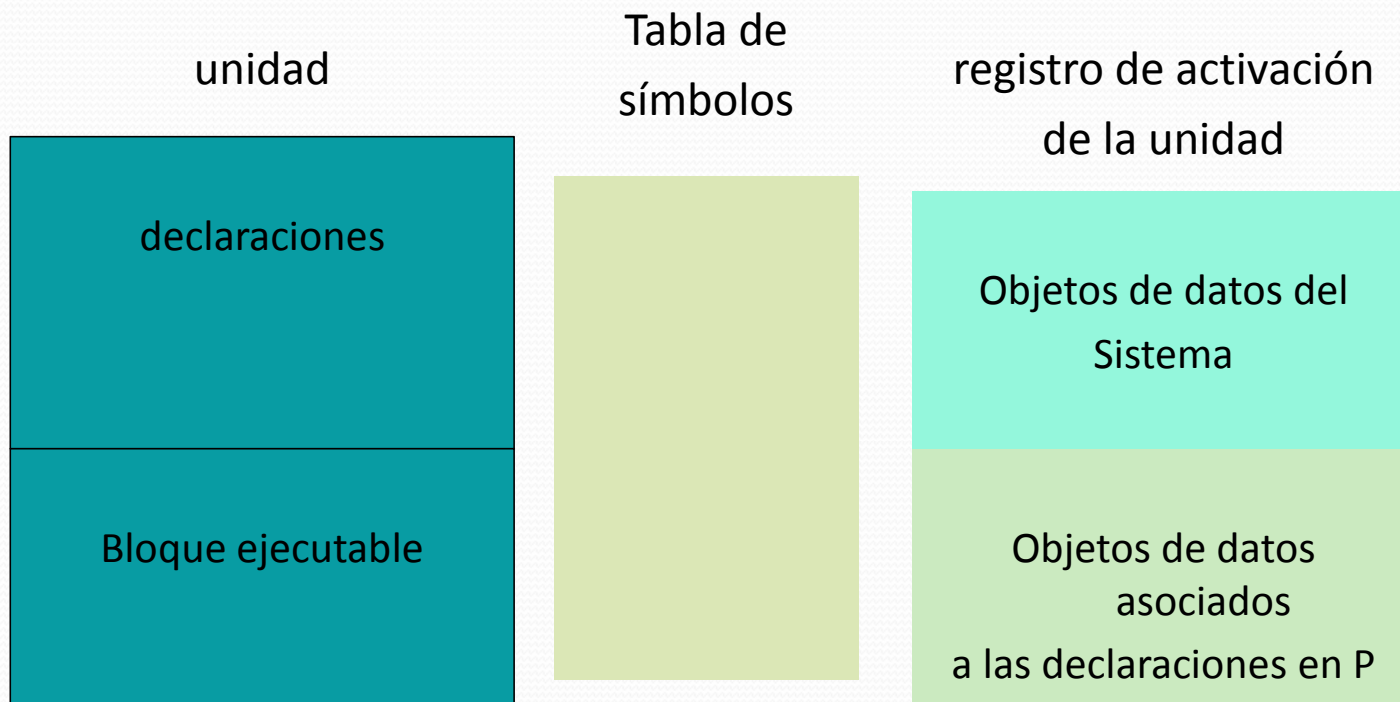 unidad
declaraciones
Bloque ejecutable
Tabla de
símbolos
registro de activación
de la unidad
Objetos de datos del
Sistema
Objetos de datos
asociados
a las declaraciones en P